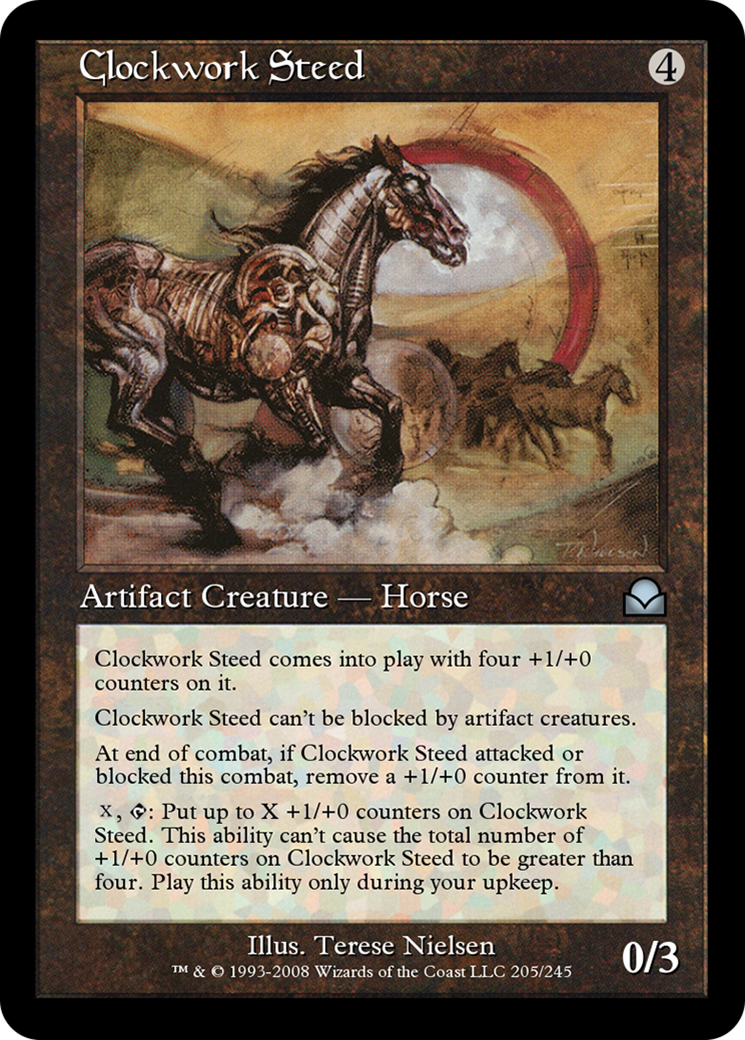 Clockwork Steed 4
T. Nielsen
Artifact Creature — Horse
Clockwork Steed comes into play with four +1/+0
counters on it.
Clockwork Steed can't be blocked by artifact creatures.
At end of combat, if Clockwork Steed attacked or
blocked this combat, remove a +1/+0 counter from it.
X, : Put up to X +1/+0 counters on Clockwork
Steed. This ability can't cause the total number of
+1/+0 counters on Clockwork Steed to be greater than
four. Play this ability only during your upkeep.
Illus. Terese Nielsen
™ & © 1993-2008 Wizards of the Coast LLC 205/245
0/3